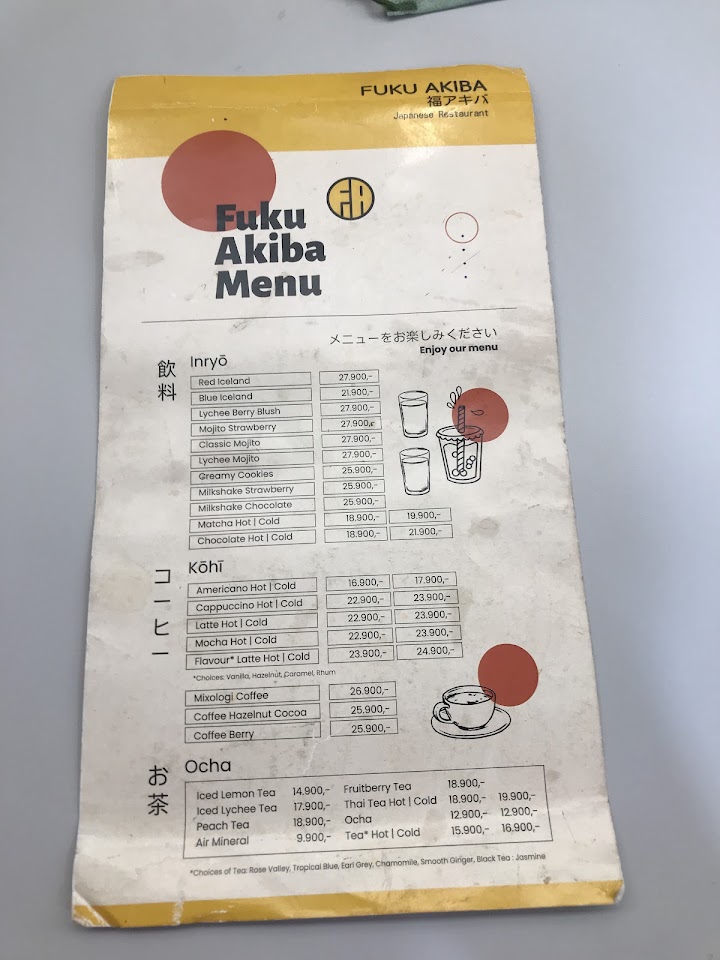 FUKU AKIBA
福アキバ
Japanese Restaurant
FA
Fuku
Akiba
Menu
メニューをお楽しみください
Enjoy our menu
飲料
Inryō
Red Iceland 27.900,-
Blue Iceland 21.900,-
Lychee Berry Blush 27.900,-
Mojito Strawberry 27.900,-
Classic Mojito 27.900,-
Lychee Mojito 27.900,-
Greamy Cookies 25.900,-
Milkshake Strawberry 25.900,-
Milkshake Chocolate 25.900,-
Matcha Hot | Cold 18.900,- 19.900,-
Chocolate Hot | Cold 18.900,- 21.900,-
コーヒー
Kōhī
Americano Hot | Cold 16.900,- 17.900,-
Cappuccino Hot | Cold 22.900,- 23.900,-
Latte Hot | Cold 22.900,- 23.900,-
Mocha Hot | Cold 22.900,- 23.900,-
Flavour* Latte Hot | Cold 23.900,- 24.900,-
*Choices: Vanilla, Hazelnut, Caramel, Rhum
Mixologi Coffee 26.900,-
Coffee Hazelnut Cocoa 25.900,-
Coffee Berry 25.900,-
お茶
Ocha
Iced Lemon Tea 14.900,- Fruitberry Tea 18.900,-
Iced Lychee Tea 17.900,- Thai Tea Hot | Cold 18.900,- 19.900,-
Peach Tea 18.900,- Ocha 12.900,- 12.900,-
Air Mineral 9.900,- Tea* Hot | Cold 15.900,- 16.900,-
*Choices of Tea: Rose Valley, Tropical Blue, Earl Grey, Chamomile, Smooth Ginger, Black Tea : Jasmine